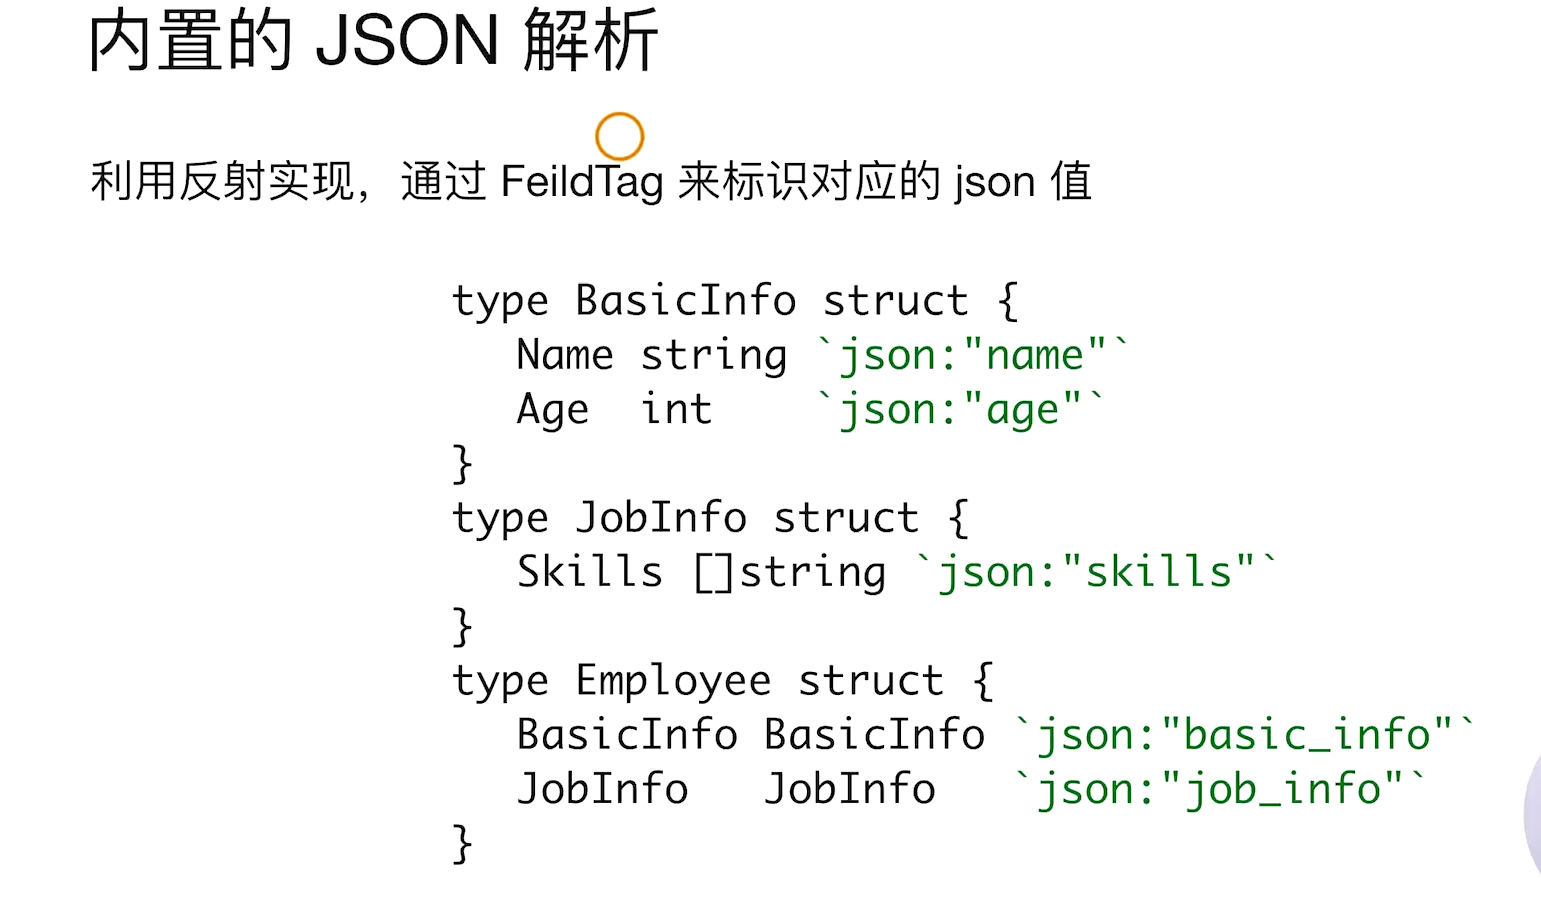 内置的 JSON 解析
利用反射实现，通过 FeildTag 来标识对应的 json 值
type BasicInfo struct {
Name string `json:"name"`
Age int `json:"age"`
}
type JobInfo struct {
Skills []string `json:"skills"`
}
type Employee struct {
BasicInfo BasicInfo `json:"basic_info"`
JobInfo JobInfo `json:"job_info"`
}